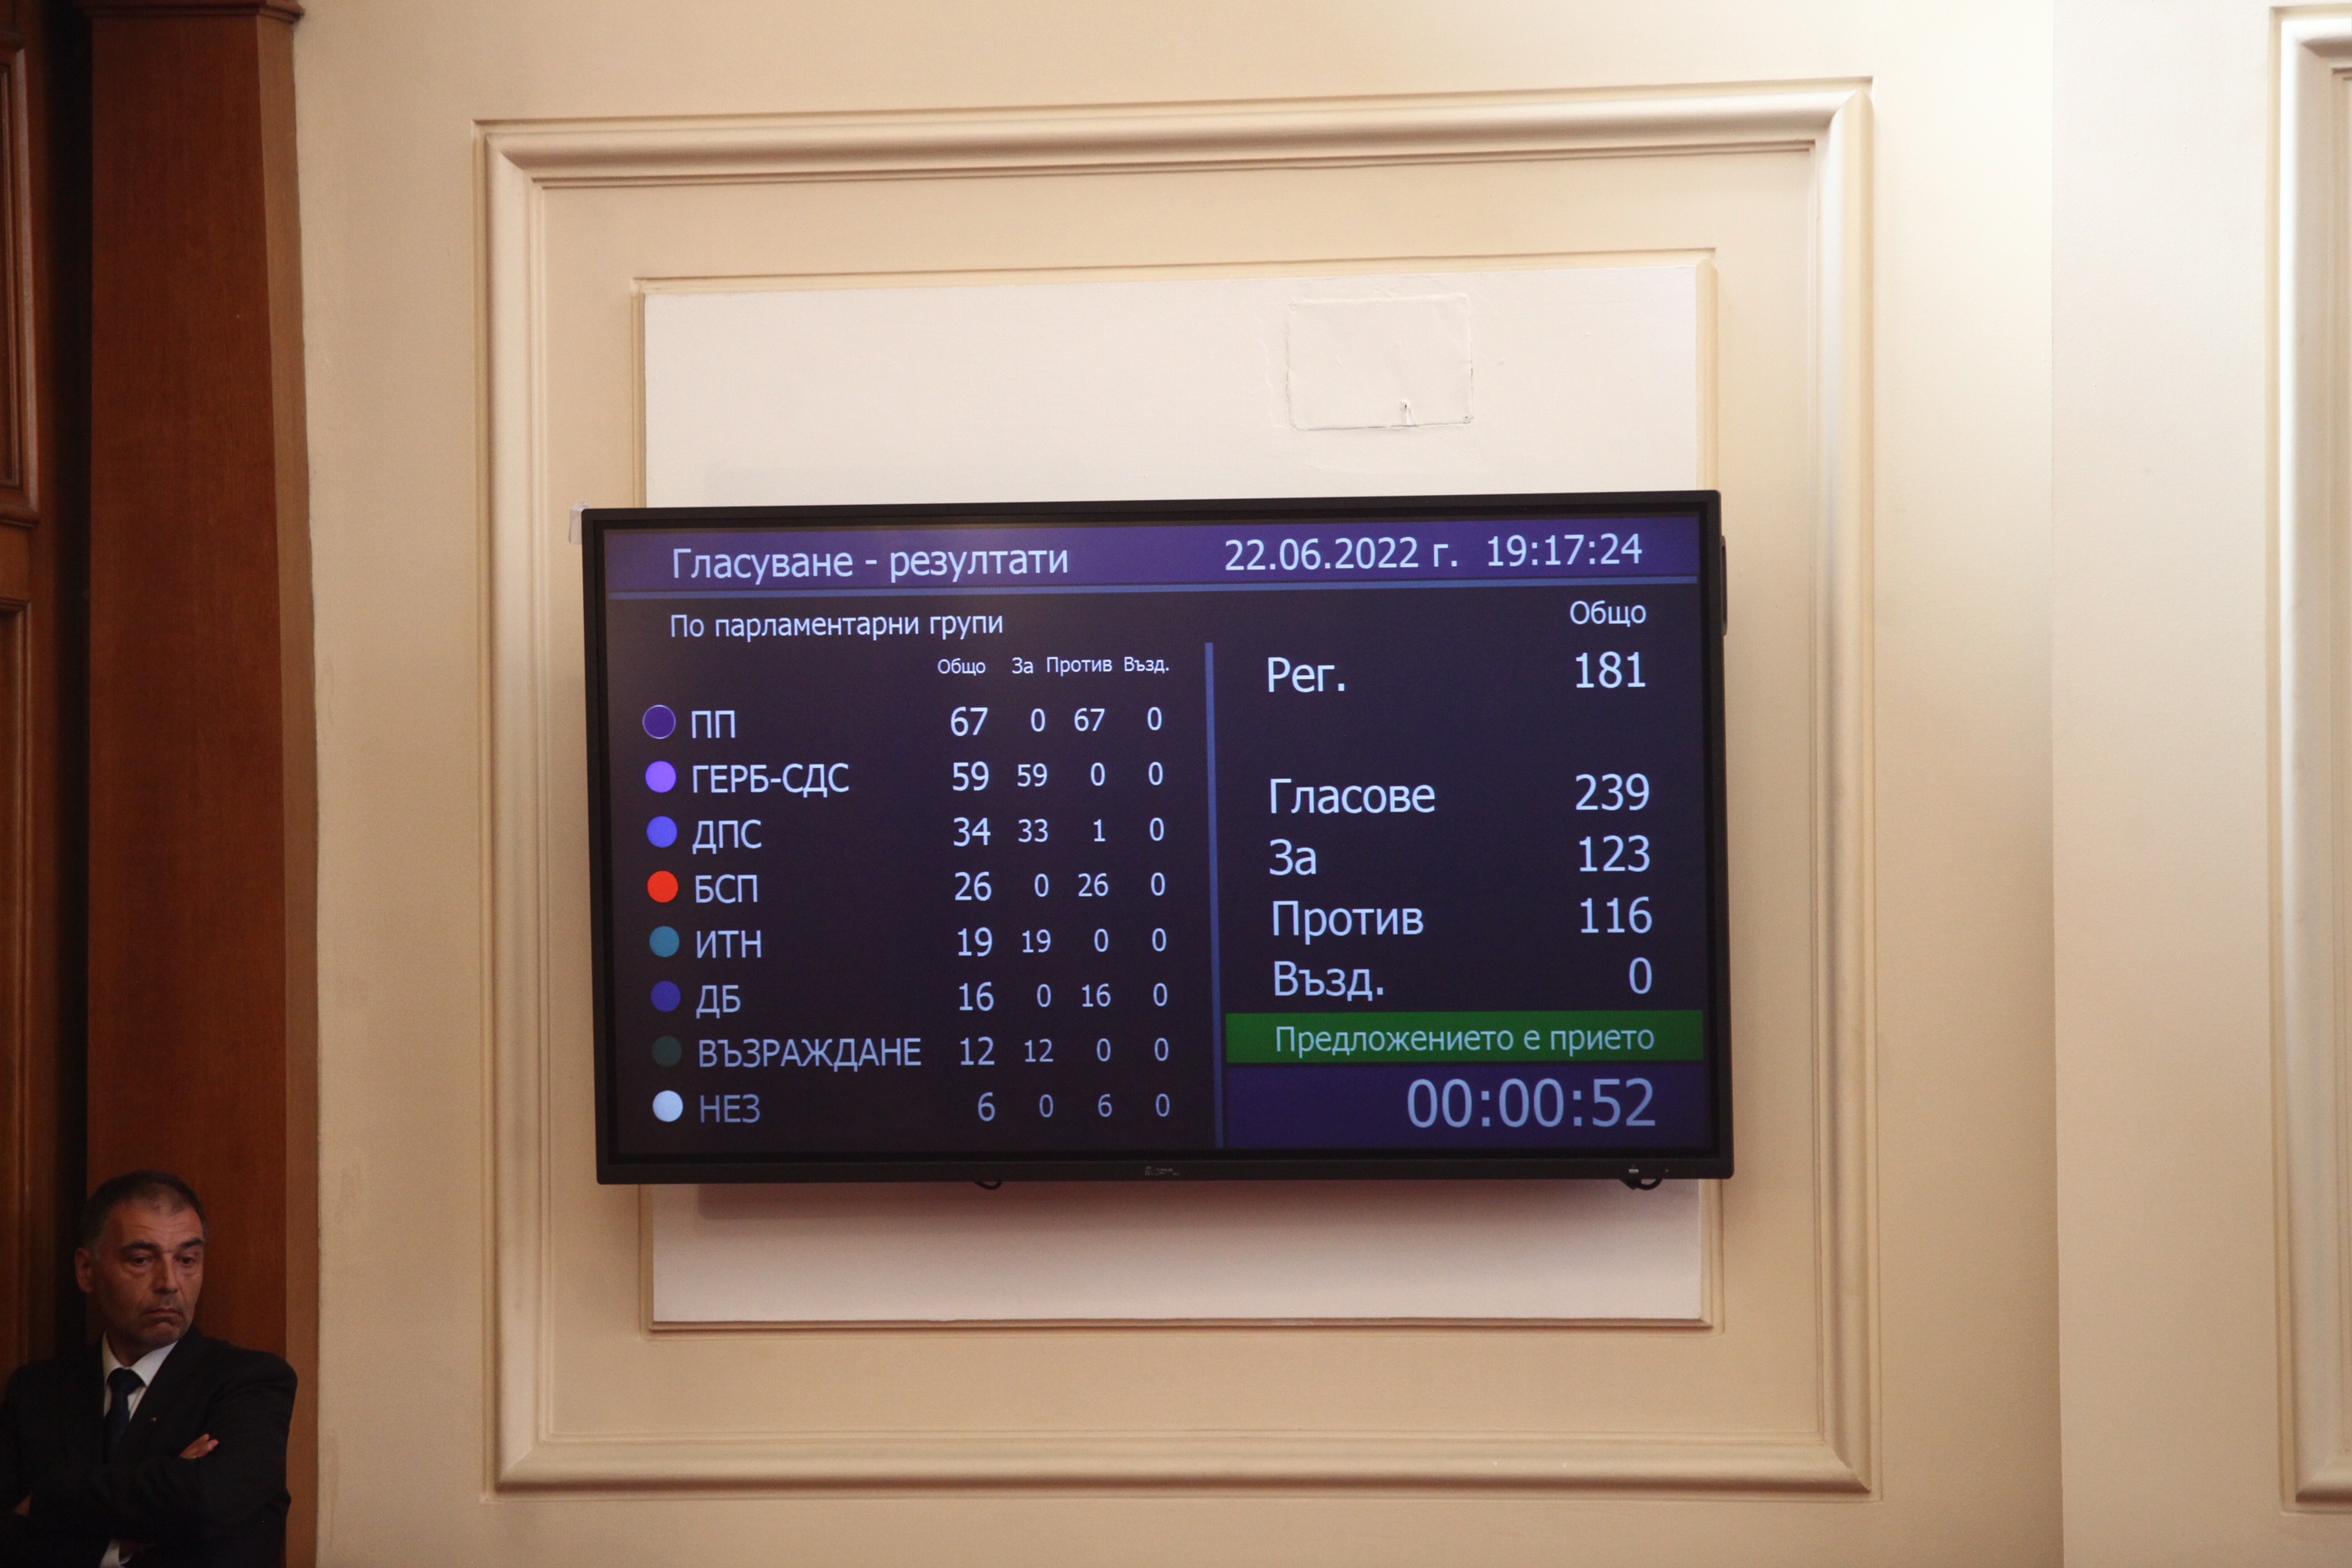 Гласуване - резултати 22.06.2022 г. 19:17:24
По парламентарни групи
Общо За Против Възд.
ПП 67 0 67 0
ГЕРБ-СДС 59 59 0 0
ДПС 34 33 1 0
БСП 26 0 26 0
ИТН 19 19 0 0
ДБ 16 0 16 0
ВЪЗРАЖДАНЕ 12 12 0 0
НЕЗ 6 0 6 0
Общо
Рег. 181
Гласове 239
За 123
Против 116
Възд. 0
Предложението е прието
00:00:52